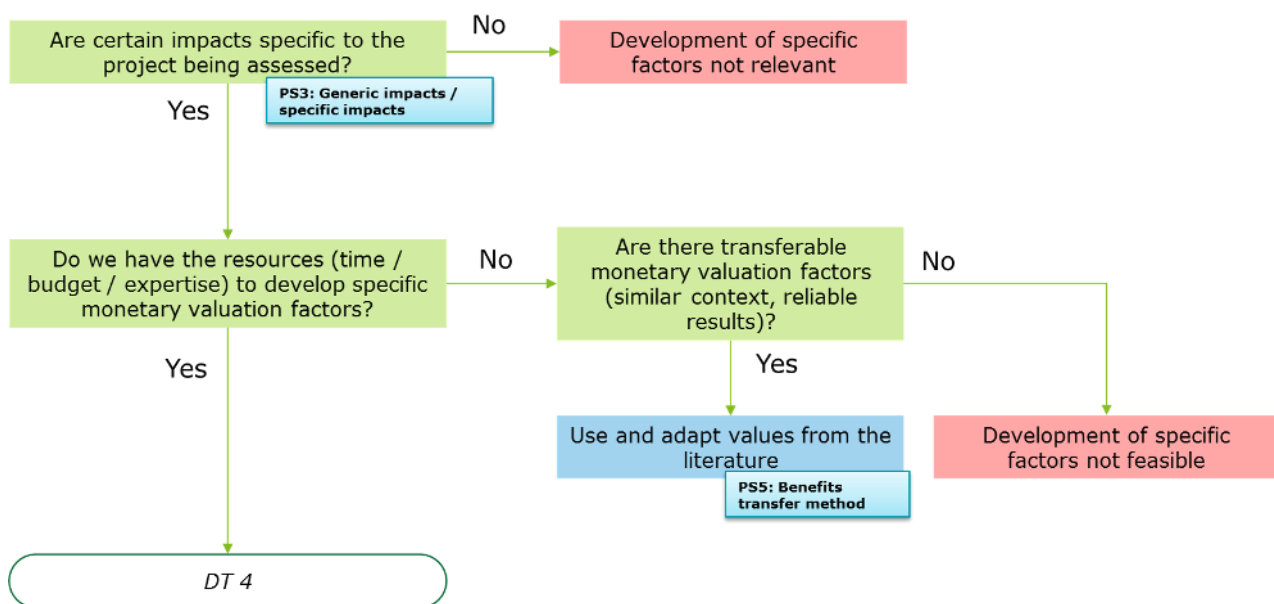 Are certain impacts specific to the
project being assessed?
No
Development of specific
factors not relevant
PS3: Generic impacts /
specific impacts
Yes
Do we have the resources (time /
budget / expertise) to develop specific
monetary valuation factors?
No
Are there transferable
monetary valuation factors
(similar context, reliable
results)?
No
Yes
Yes
Use and adapt values from the
literature
PS5: Benefits
transfer method
Development of specific
factors not feasible
DT 4